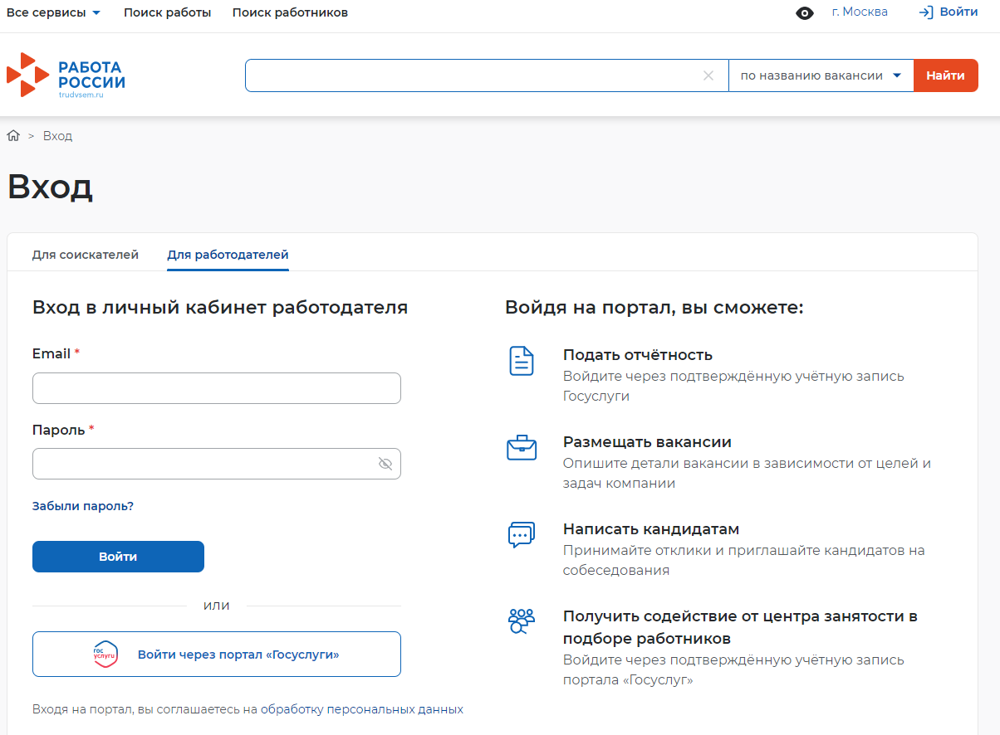 Все сервисы Поиск работы Поиск работников г. Москва Войти
РАБОТА
РОССИИ
trudvsem.ru
по названию вакансии Найти
> Вход
Вход
Для соискателей Для работодателей
Вход в личный кабинет работодателя
Email *
Пароль *
Забыли пароль?
Войти
или
гос
услуги
Войти через портал «Госуслуги»
Входя на портал, вы соглашаетесь на обработку персональных данных
Войдя на портал, вы сможете:
Подать отчётность
Войдите через подтверждённую учётную запись
Госуслуги
Размещать вакансии
Опишите детали вакансии в зависимости от целей и
задач компании
Написать кандидатам
Принимайте отклики и приглашайте кандидатов на
собеседования
Получить содействие от центра занятости в
подборе работников
Войдите через подтверждённую учётную запись
портала «Госуслуг»